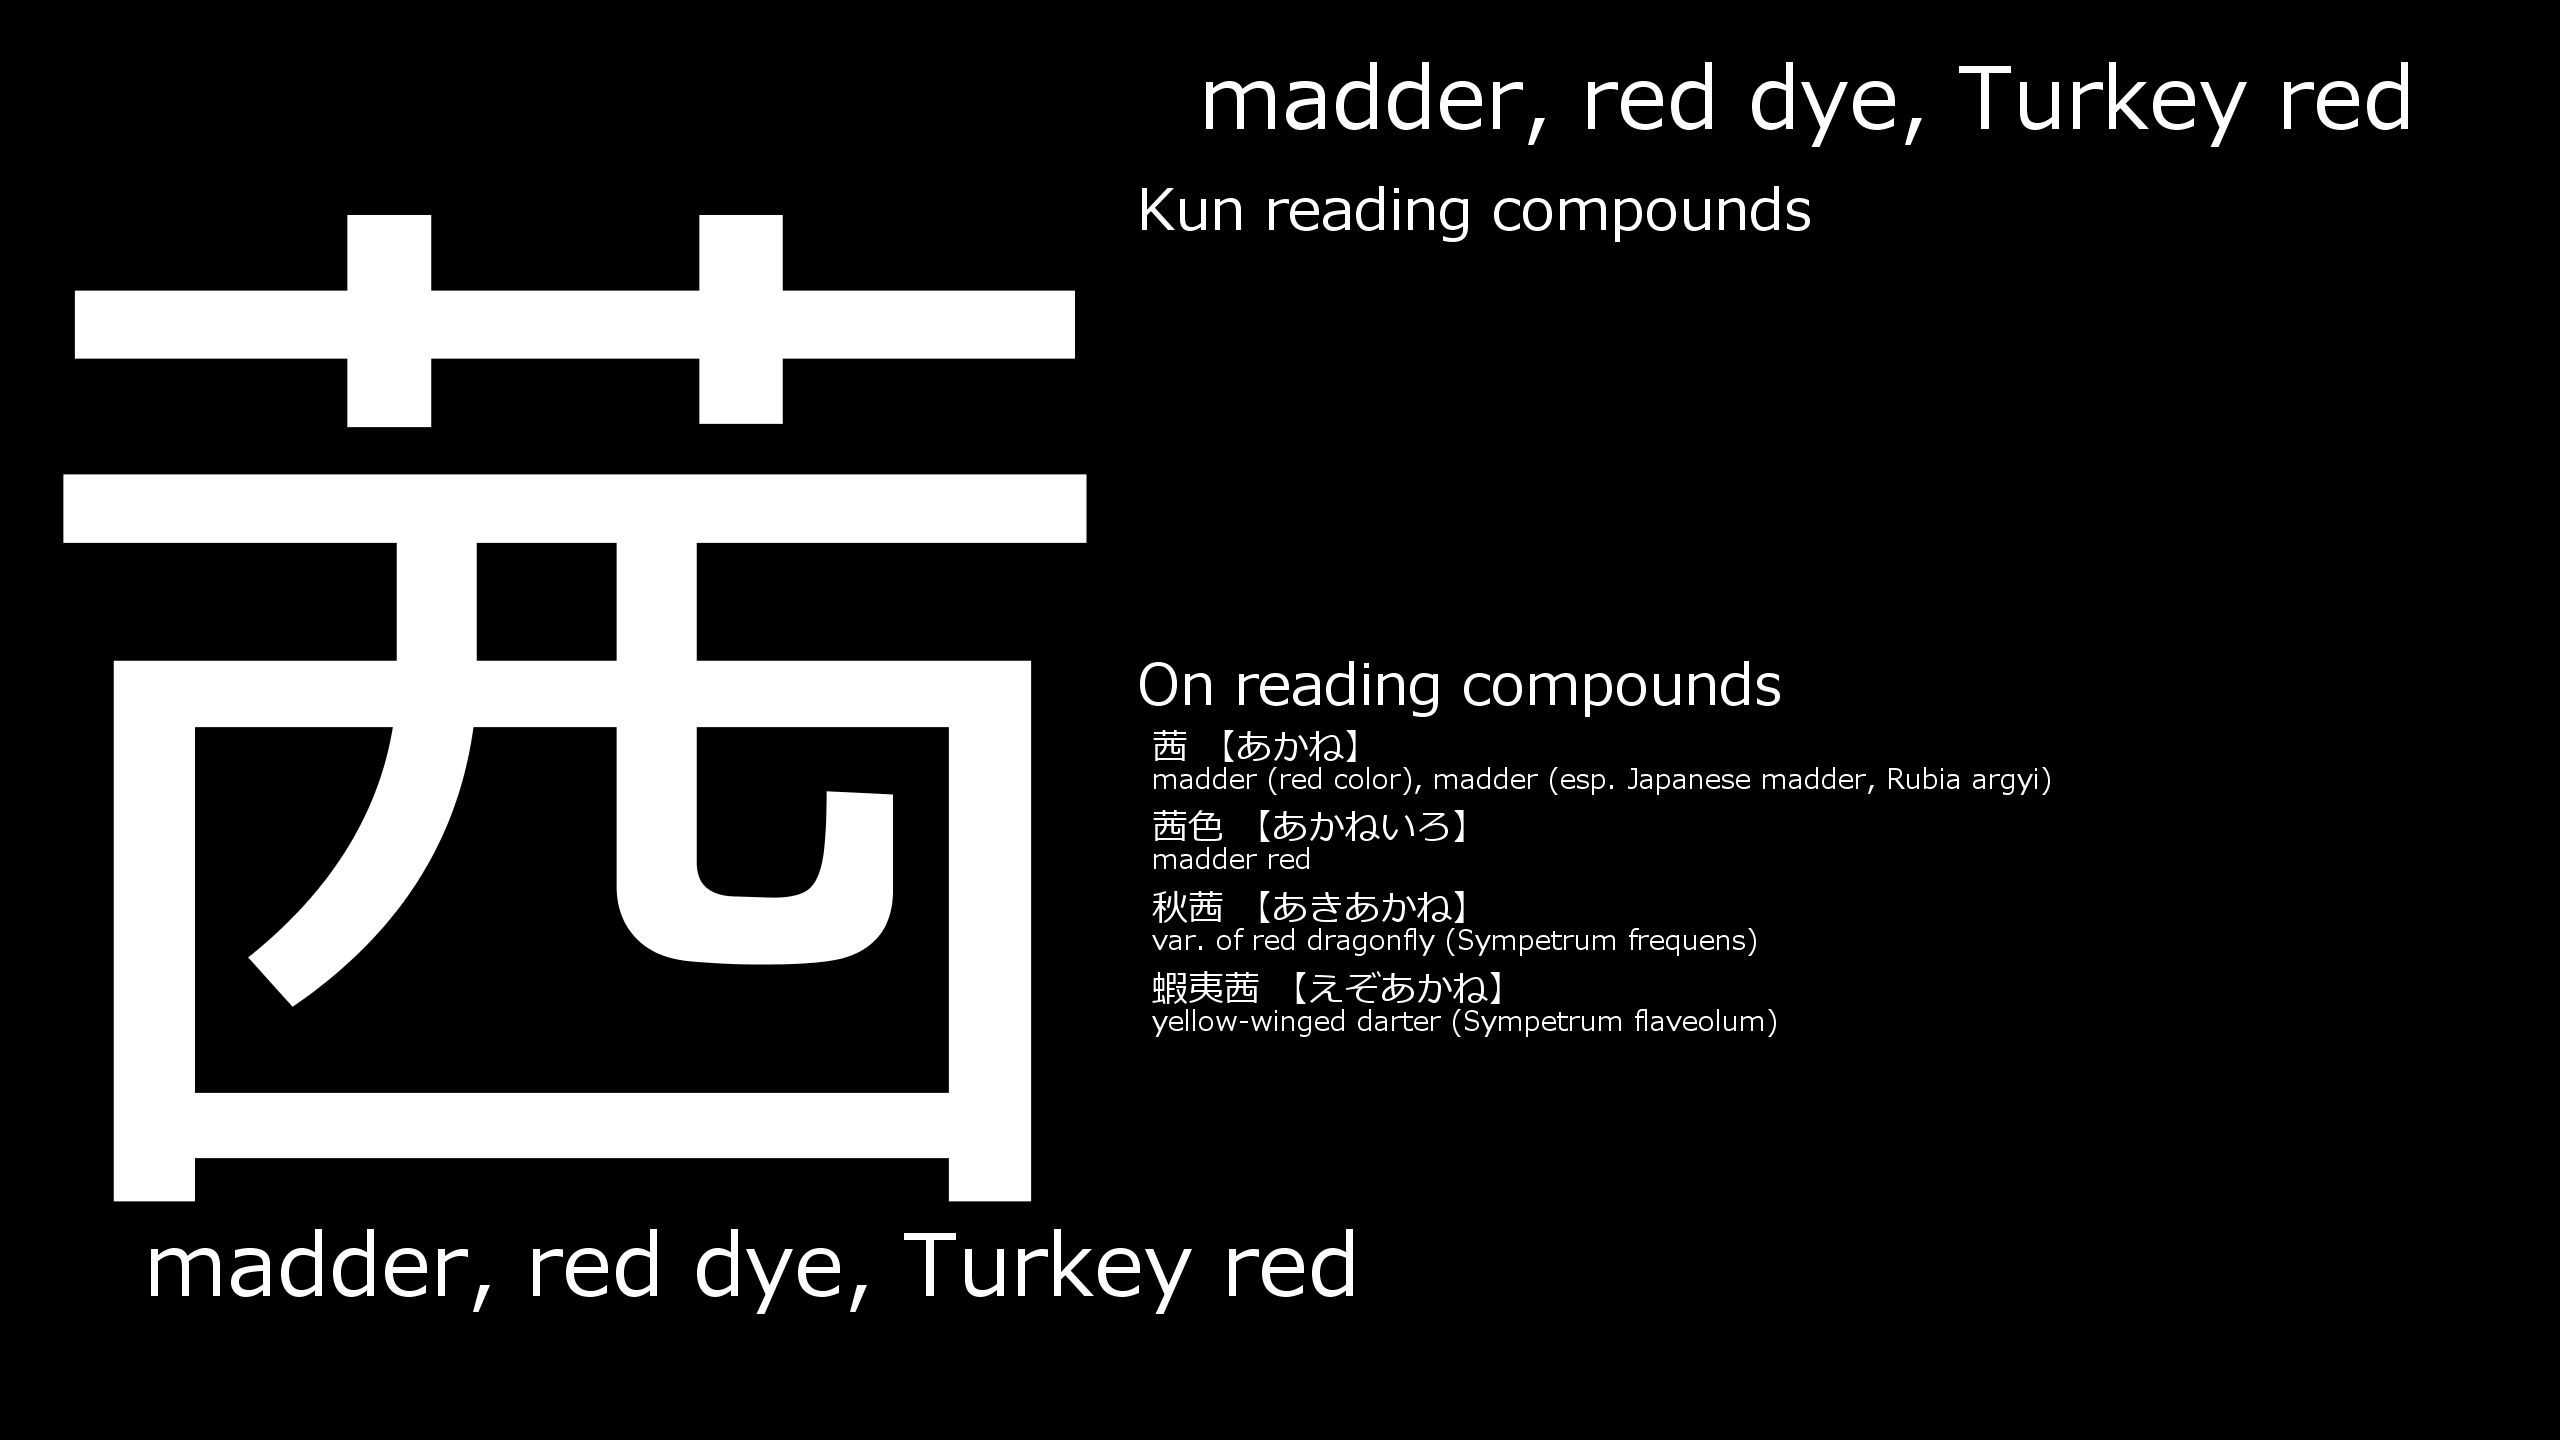 madder, red dye, Turkey red
Kun reading compounds
茜
On reading compounds
茜 【あかね】
madder (red color), madder (esp. Japanese madder, Rubia argyi)
茜色 【あかねいろ】
madder red
秋茜 【あきあかね】
var. of red dragonfly (Sympetrum frequens)
蝦夷茜 【えぞあかね】
yellow-winged darter (Sympetrum flaveolum)
madder, red dye, Turkey red